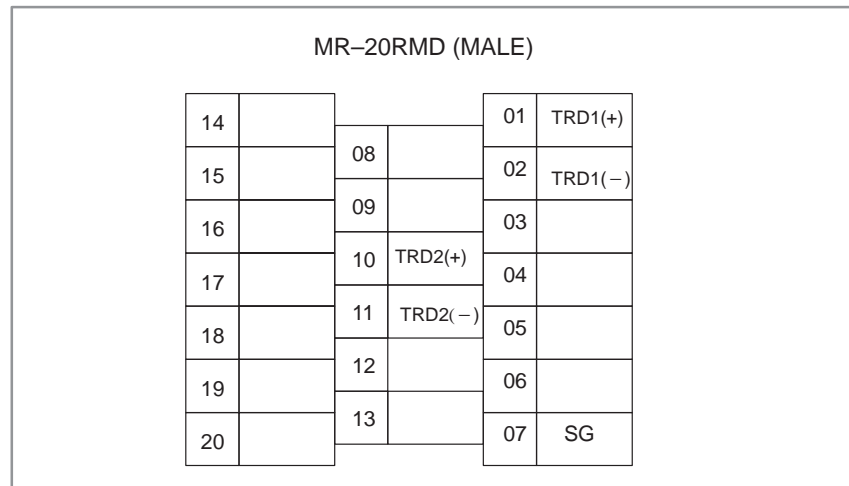 MR–20RMD (MALE)
14
15
16
17
18
19
20
08
09
10 TRD2(+)
11 TRD2(−)
12
13
01 TRD1(+)
02 TRD1(−)
03
04
05
06
07 SG